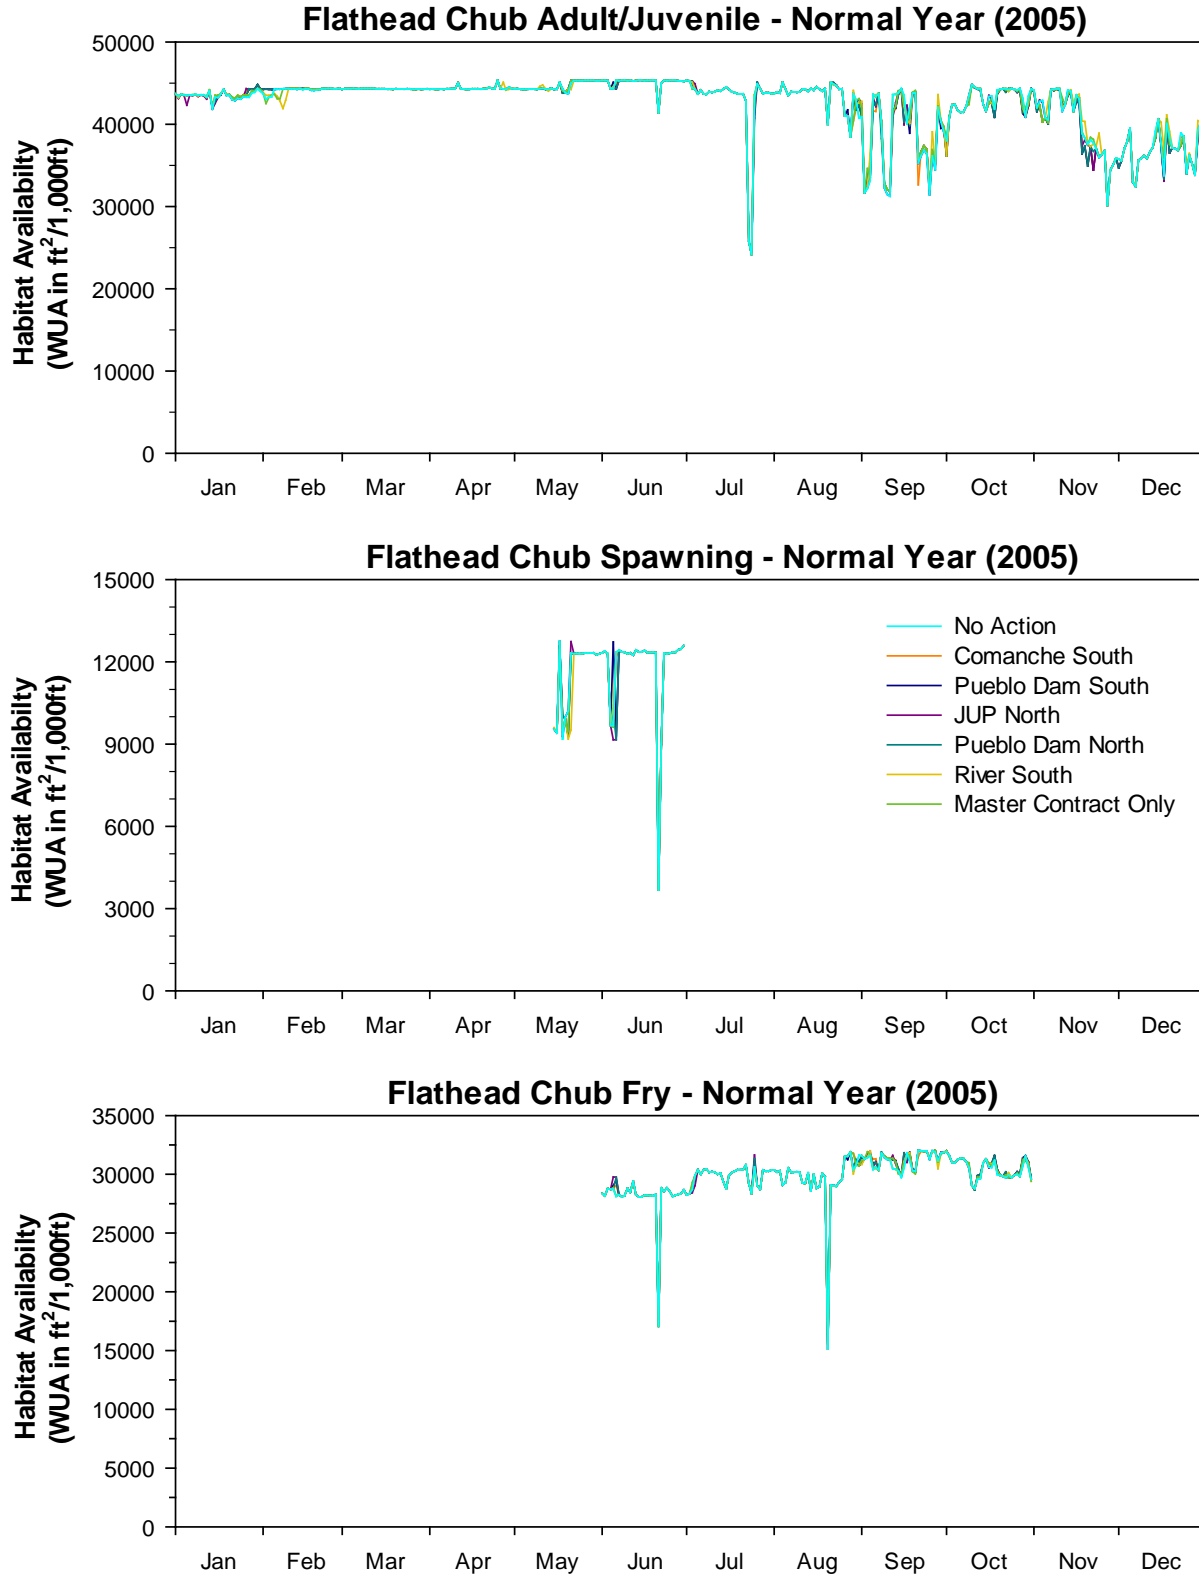 Flathead Chub Adult/Juvenile - Normal Year (2005)
Habitat Availabilty
(WUA in ft²/1,000ft)
50000
40000
30000
20000
10000
0
Jan Feb Mar Apr May Jun Jul Aug Sep Oct Nov Dec
Flathead Chub Spawning - Normal Year (2005)
Habitat Availabilty
(WUA in ft²/1,000ft)
15000
12000
9000
6000
3000
0
No Action
Comanche South
Pueblo Dam South
JUP North
Pueblo Dam North
River South
Master Contract Only
Jan Feb Mar Apr May Jun Jul Aug Sep Oct Nov Dec
Flathead Chub Fry - Normal Year (2005)
Habitat Availabilty
(WUA in ft²/1,000ft)
35000
30000
25000
20000
15000
10000
5000
0
Jan Feb Mar Apr May Jun Jul Aug Sep Oct Nov Dec